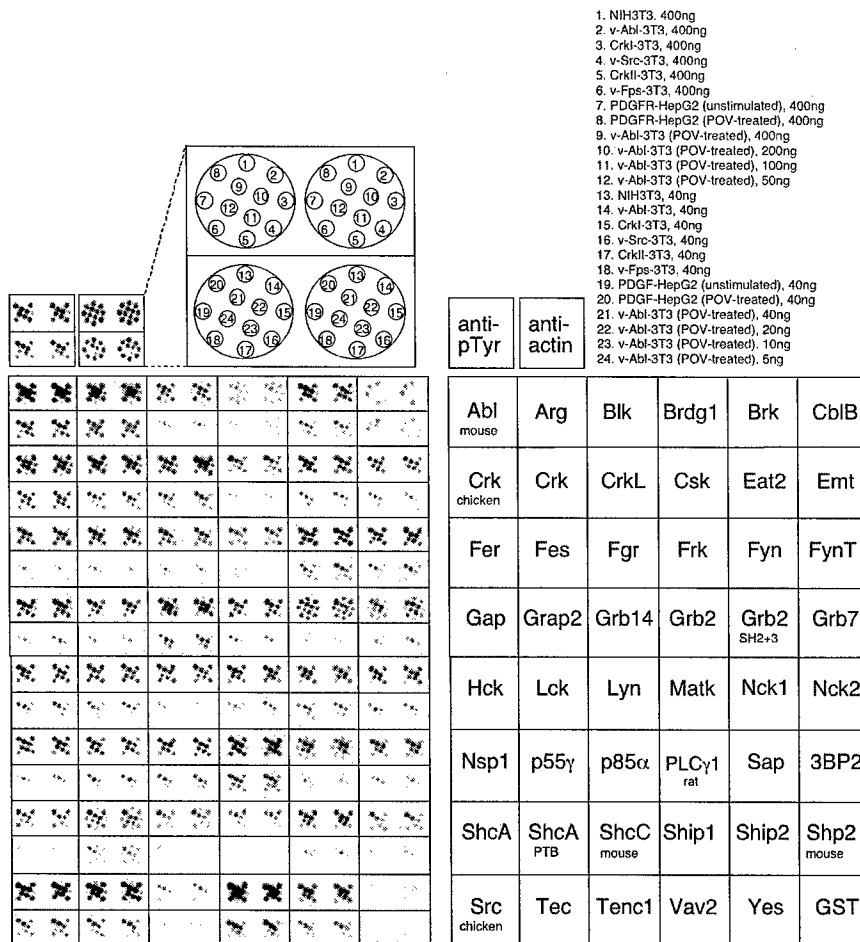 1. NIH3T3. 400ng
2. v-Abl-3T3, 400ng
3. CrkI-3T3, 400ng
4. v-Src-3T3, 400ng
5. CrkII-3T3, 400ng
6. v-Fps-3T3, 400ng
7. PDGFR-HepG2 (unstimulated), 400ng
8. PDGFR-HepG2 (POV-treated), 400ng
9. v-Abl-3T3 (POV-treated), 400ng
10. v-Abl-3T3 (POV-treated), 200ng
11. v-Abl-3T3 (POV-treated), 100ng
12. v-Abl-3T3 (POV-treated), 50ng
13. NIH3T3, 40ng
14. v-Abl-3T3, 40ng
15. CrkI-3T3, 40ng
16. v-Src-3T3, 40ng
17. CrkII-3T3, 40ng
18. v-Fps-3T3, 40ng
19. PDGF-HepG2 (unstimulated), 40ng
20. PDGF-HepG2 (POV-treated), 40ng
21. v-Abl-3T3 (POV-treated), 40ng
22. v-Abl-3T3 (POV-treated), 20ng
23. v-Abl-3T3 (POV-treated). 10ng
24. v-Abl-3T3 (POV-treated). 5ng
1 1
8 2 8 2
9 9
7 10 3 7 10 3
12 12
11 11
6 4 6 4
5 5
13 13
20 14 20 14
21 21
19 22 15 19 22 15
24 24
23 23
18 16 18 16
17 17
anti-pTyr anti-actin
Abl Arg Blk Brdg1 Brk CblB
mouse
Crk Crk CrkL Csk Eat2 Emt
chicken
Fer Fes Fgr Frk Fyn FynT
Gap Grap2 Grb14 Grb2 Grb2 Grb7
SH2+3
Hck Lck Lyn Matk Nck1 Nck2
Nsp1 p55γ p85α PLCγ1 Sap 3BP2
rat
ShcA ShcA ShcC Ship1 Ship2 Shp2
PTB mouse mouse
Src Tec Tenc1 Vav2 Yes GST
chicken